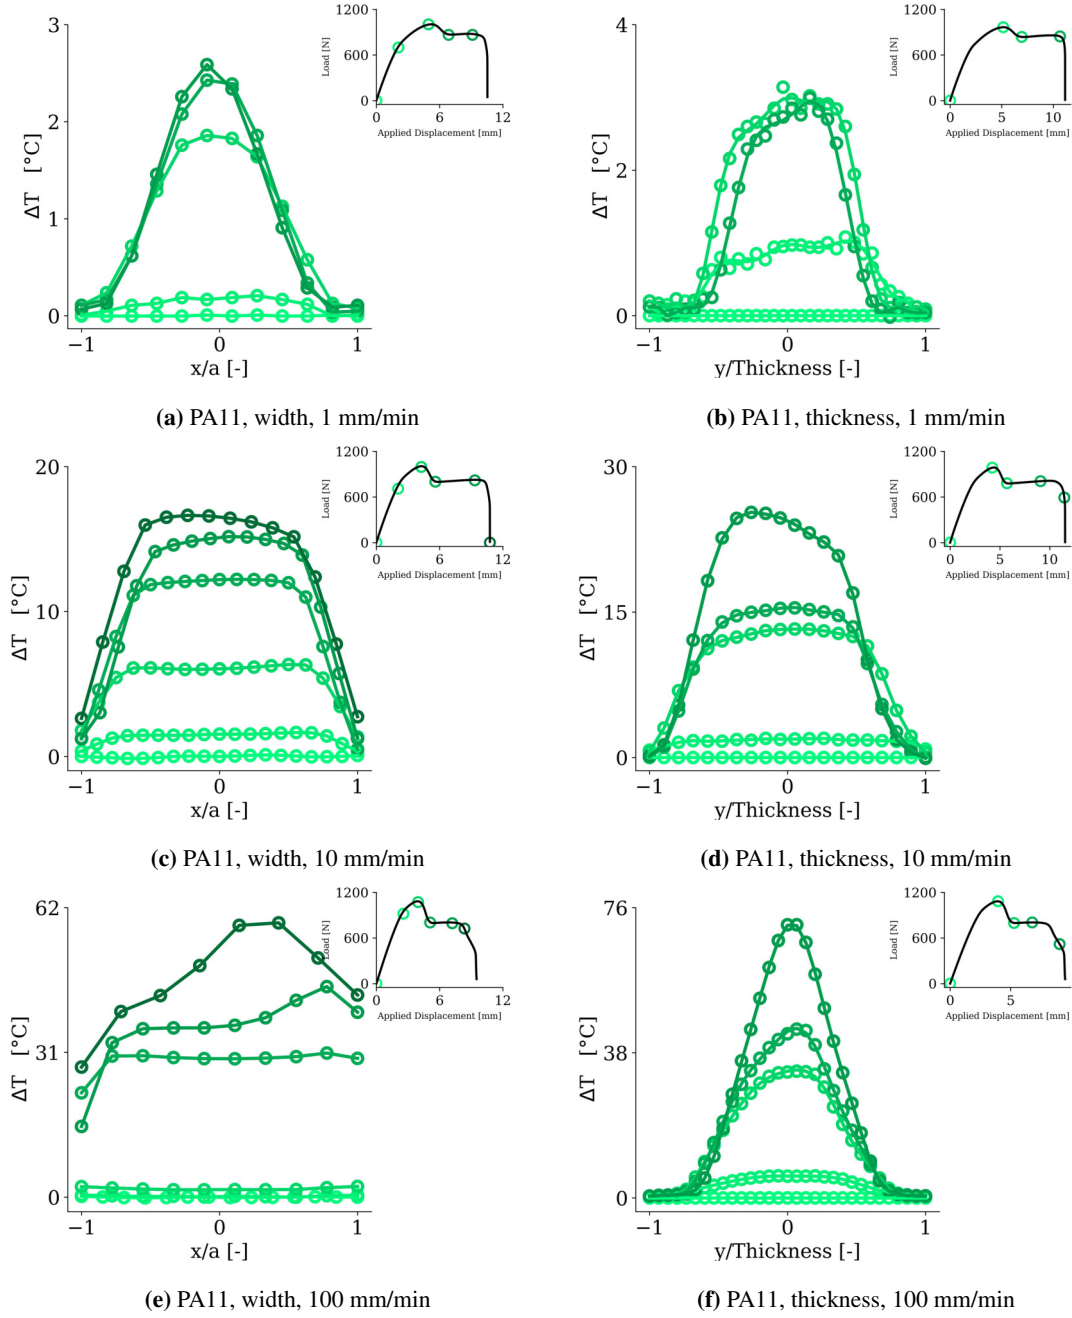 3
2
1
0
ΔT [°C]
−1
0
1
x/a [-]
1200
600
0
Load [N]
0
6
12
Applied Displacement [mm]
(a) PA11, width, 1 mm/min
4
2
0
ΔT [°C]
−1
0
1
y/Thickness [-]
1200
600
0
Load [N]
0
5
10
Applied Displacement [mm]
(b) PA11, thickness, 1 mm/min
20
10
0
ΔT [°C]
−1
0
1
x/a [-]
1200
600
0
Load [N]
0
6
12
Applied Displacement [mm]
(c) PA11, width, 10 mm/min
30
15
0
ΔT [°C]
−1
0
1
y/Thickness [-]
1200
600
0
Load [N]
0
5
10
Applied Displacement [mm]
(d) PA11, thickness, 10 mm/min
62
31
0
ΔT [°C]
−1
0
1
x/a [-]
1200
600
0
Load [N]
0
6
12
Applied Displacement [mm]
(e) PA11, width, 100 mm/min
76
38
0
ΔT [°C]
−1
0
1
y/Thickness [-]
1200
600
0
Load [N]
0
5
Applied Displacement [mm]
(f) PA11, thickness, 100 mm/min